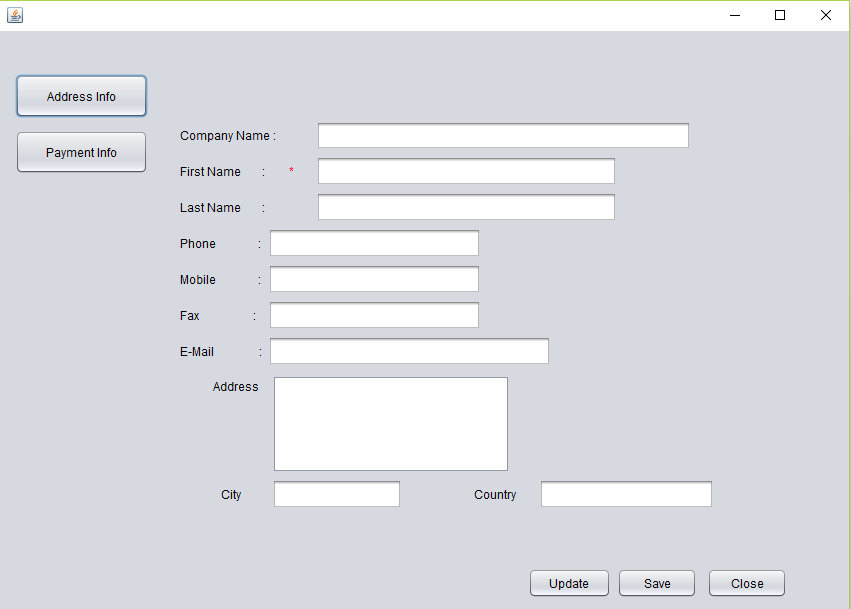 Address Info
Payment Info
Company Name :
First Name : *
Last Name :
Phone :
Mobile :
Fax :
E-Mail :
Address
City Country
Update Save Close